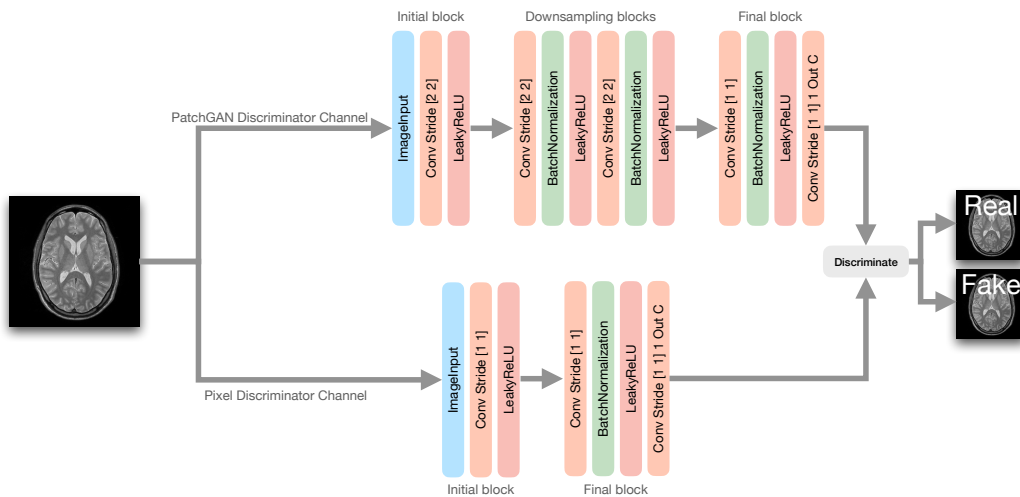 Initial block
Downsampling blocks
Final block
PatchGAN Discriminator Channel
ImageInput
Conv Stride [2 2]
LeakyReLU
Conv Stride [2 2]
BatchNormalization
LeakyReLU
Conv Stride [2 2]
BatchNormalization
LeakyReLU
Conv Stride [1 1]
BatchNormalization
LeakyReLU
Conv Stride [1 1] 1 Out C
Discriminate
Real
Fake
Pixel Discriminator Channel
ImageInput
Conv Stride [1 1]
LeakyReLU
Conv Stride [1 1]
BatchNormalization
LeakyReLU
Conv Stride [1 1] 1 Out C
Initial block
Final block